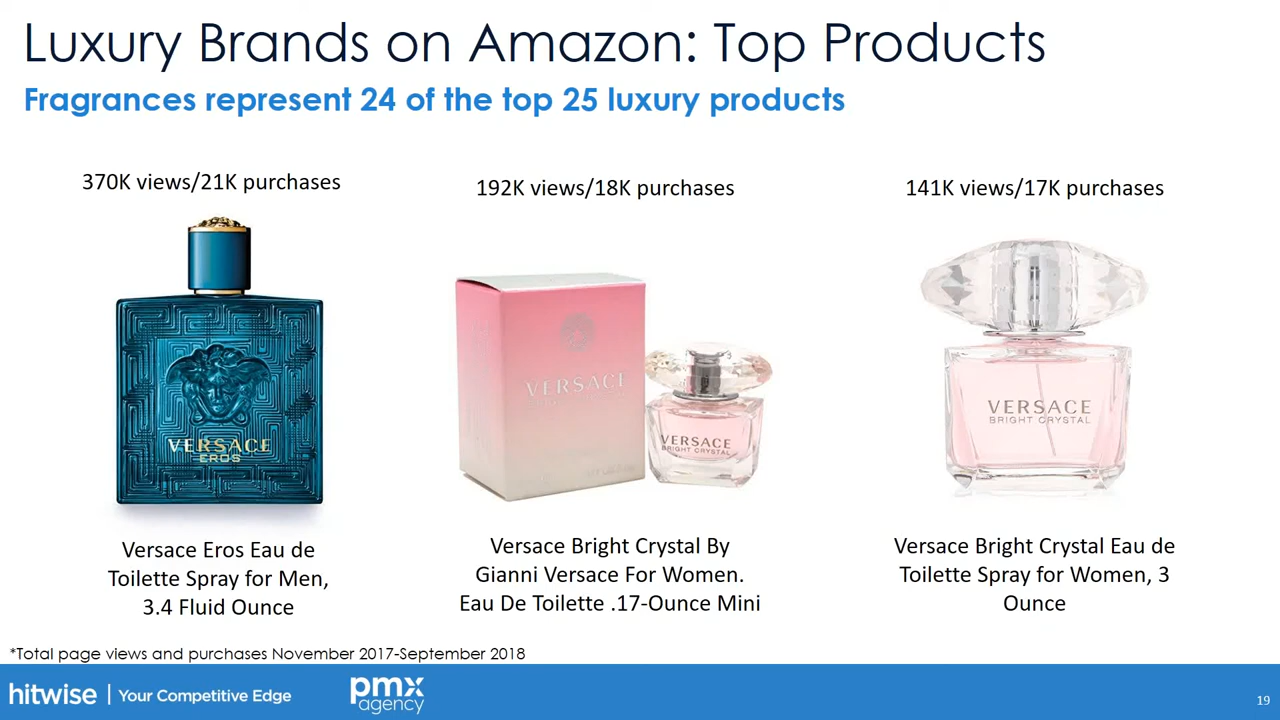 Luxury Brands on Amazon: Top Products
Fragrances represent 24 of the top 25 luxury products
370K views/21K purchases
192K views/18K purchases
141K views/17K purchases
VERSACE
EROS
VERSACE
VERSACE
BRIGHT CRYSTAL
VERSACE
BRIGHT CRYSTAL
Versace Eros Eau de
Toilette Spray for Men,
3.4 Fluid Ounce
Versace Bright Crystal By
Gianni Versace For Women.
Eau De Toilette .17-Ounce Mini
Versace Bright Crystal Eau de
Toilette Spray for Women, 3
Ounce
*Total page views and purchases November 2017-September 2018
hitwise | Your Competitive Edge
pmx
agency
19